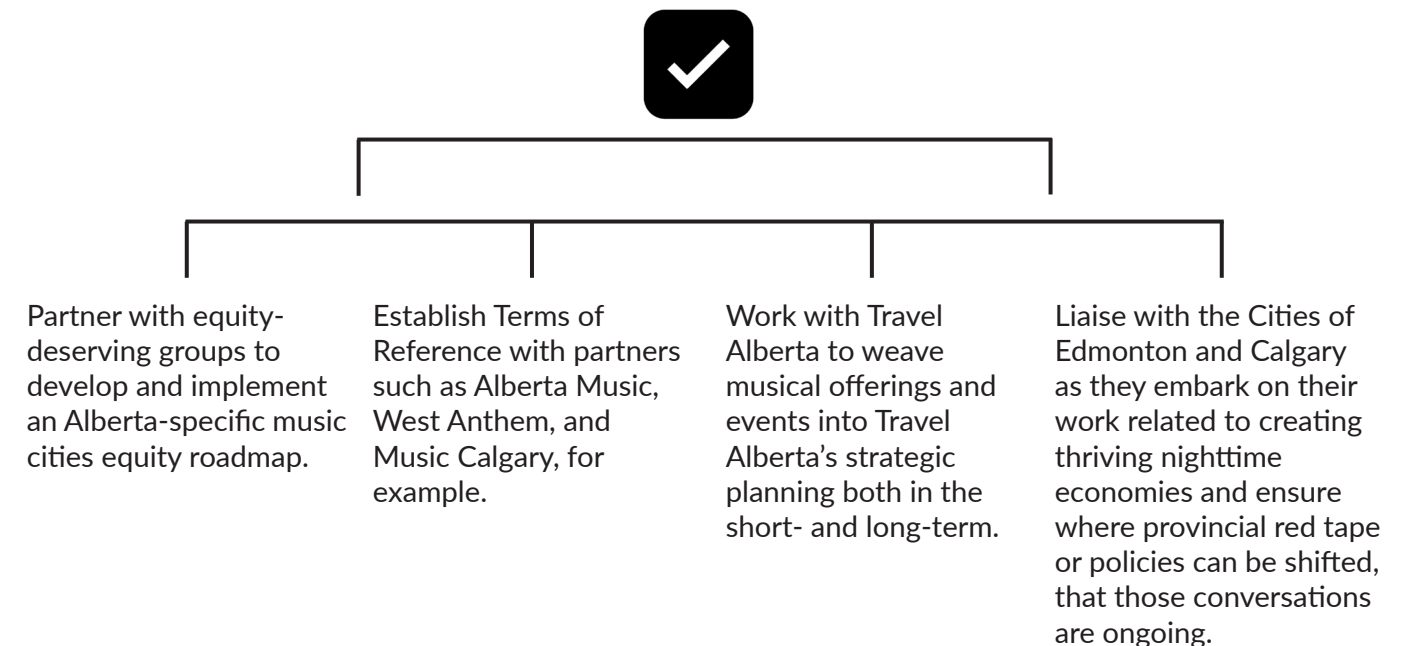 Partner with equity-
deserving groups to
develop and implement
an Alberta-specific music
cities equity roadmap.
Establish Terms of
Reference with partners
such as Alberta Music,
West Anthem, and
Music Calgary, for
example.
Work with Travel
Alberta to weave
musical offerings and
events into Travel
Alberta’s strategic
planning both in the
short- and long-term.
Liaise with the Cities of
Edmonton and Calgary
as they embark on their
work related to creating
thriving nighttime
economies and ensure
where provincial red tape
or policies can be shifted,
that those conversations
are ongoing.